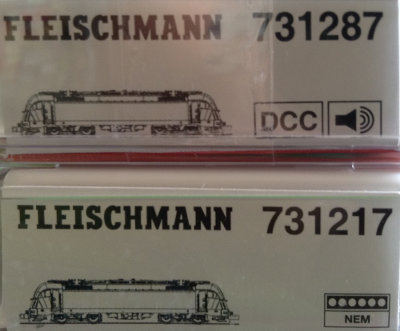 FLEISCHMANN 731287
DCC
FLEISCHMANN 731217
NEM